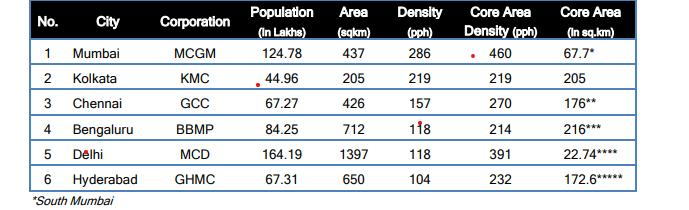 No. City Corporation Population (In Lakhs) Area (sqkm) Density (pph) Core Area Density (pph) Core Area (In sq.km)
1 Mumbai MCGM 124.78 437 286 460 67.7*
2 Kolkata KMC 44.96 205 219 219 205
3 Chennai GCC 67.27 426 157 270 176**
4 Bengaluru BBMP 84.25 712 118 214 216***
5 Delhi MCD 164.19 1397 118 391 22.74****
6 Hyderabad GHMC 67.31 650 104 232 172.6*****
*South Mumbai